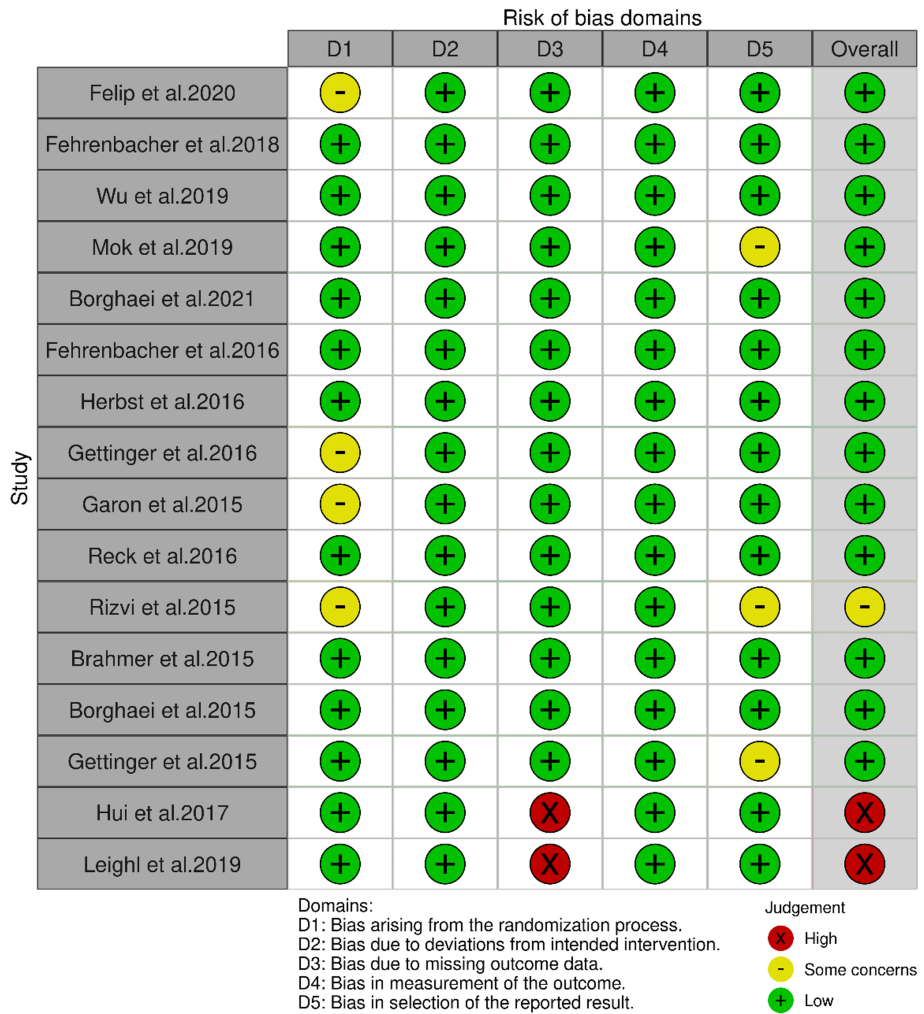 Risk of bias domains
D1 D2 D3 D4 D5 Overall
Study
Felip et al.2020 - + + + + +
Fehrenbacher et al.2018 + + + + + +
Wu et al.2019 + + + + + +
Mok et al.2019 + + + + - +
Borghaei et al.2021 + + + + + +
Fehrenbacher et al.2016 + + + + + +
Herbst et al.2016 + + + + + +
Gettinger et al.2016 - + + + + +
Garon et al.2015 - + + + + +
Reck et al.2016 + + + + + +
Rizvi et al.2015 - + + + - -
Brahmer et al.2015 + + + + + +
Borghaei et al.2015 + + + + + +
Gettinger et al.2015 + + + + - +
Hui et al.2017 + + X + + X
Leighl et al.2019 + + X + + X
Domains:
D1: Bias arising from the randomization process.
D2: Bias due to deviations from intended intervention.
D3: Bias due to missing outcome data.
D4: Bias in measurement of the outcome.
D5: Bias in selection of the reported result.
Judgement
X High
- Some concerns
+ Low